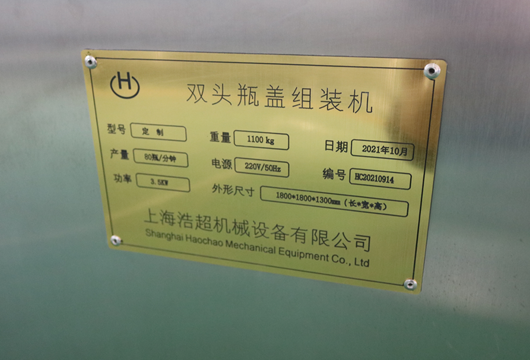 H
双头瓶盖组装机
型号 定制 重量 1100kg 日期 2021年10月
产量 60瓶/分钟 电源 220V/50Hz 编号 HC20210914
功率 3.5KW 外形尺寸 1800*1800*1300mm (长*宽*高)
上海浩超机械设备有限公司
Shanghai Haochao Mechanical Equipment Co., Ltd